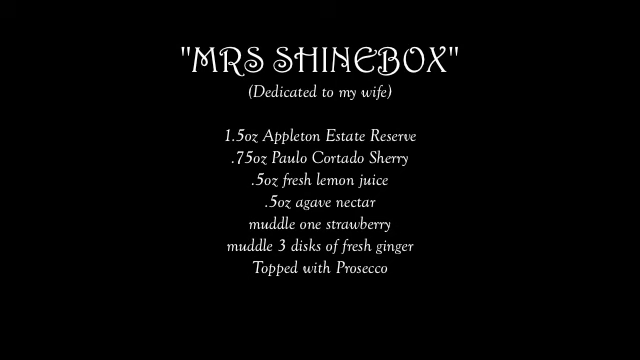 "MRS SHINEBOX"
(Dedicated to my wife)
1.5oz Appleton Estate Reserve
.75oz Paulo Cortado Sherry
.5oz fresh lemon juice
.5oz agave nectar
muddle one strawberry
muddle 3 disks of fresh ginger
Topped with Prosecco